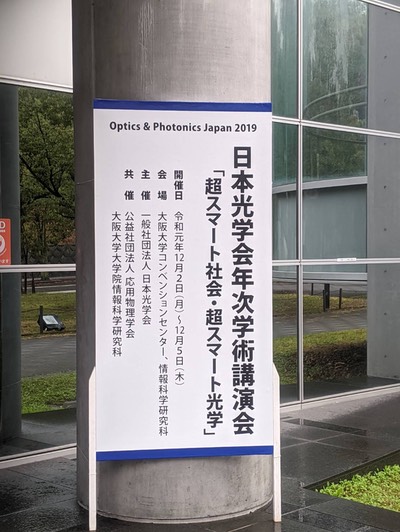 Optics & Photonics Japan 2019
日本光学会年次学術講演会
「超スマート社会・超スマート光学」
開催日 令和元年12月2日(月)～12月5日(木)
会場 大阪大学コンベンションセンター、情報科学研究科
主催 一般社団法人 日本光学会
共催 公益社団法人 応用物理学会
大阪大学大学院情報科学研究科